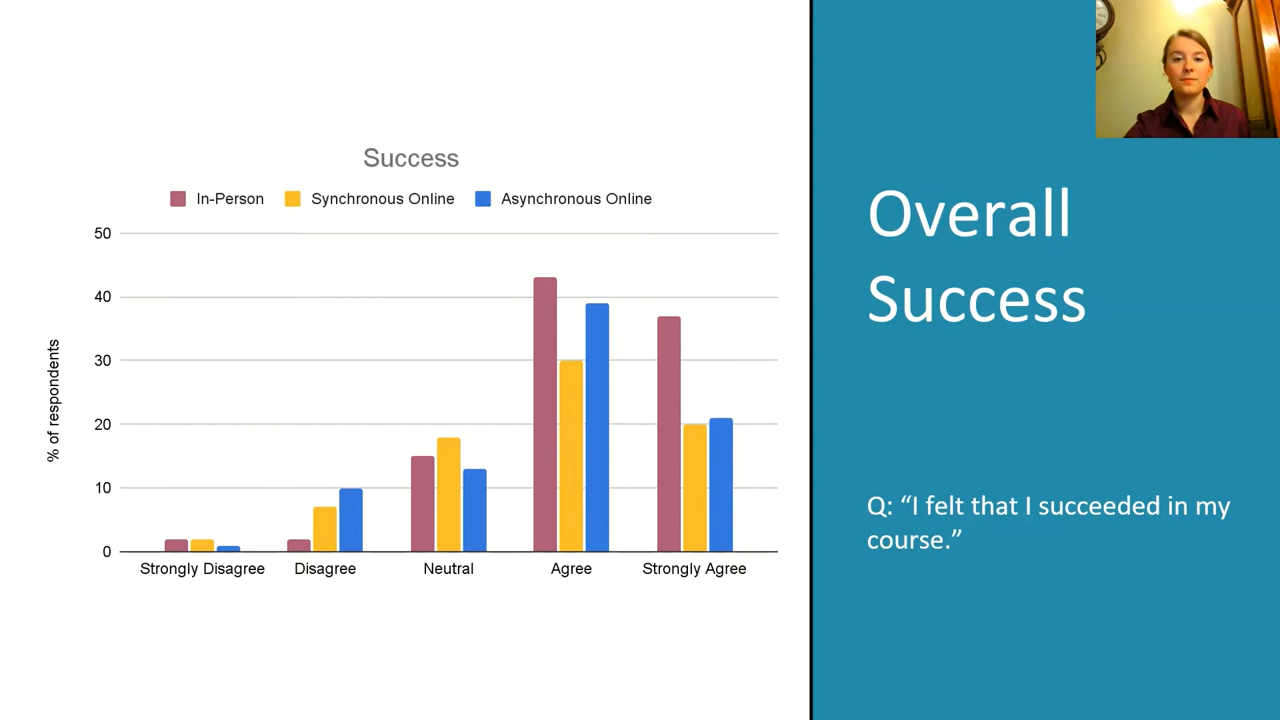 Success
In-Person Synchronous Online Asynchronous Online
50
40
30
20
10
0
% of respondents
Strongly Disagree Disagree Neutral Agree Strongly Agree
Overall
Success
Q: “I felt that I succeeded in my
course.”